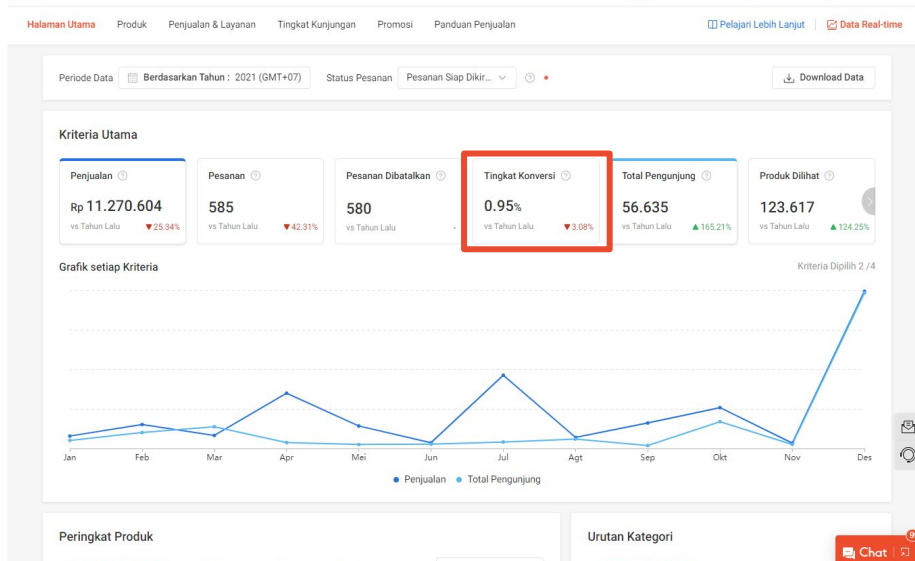 Halaman Utama Produk Penjualan & Layanan Tingkat Kunjungan Promosi Panduan Penjualan Pelajari Lebih Lanjut Data Real-time
Periode Data Berdasarkan Tahun : 2021 (GMT+07) Status Pesanan Pesanan Siap Dikir... Download Data
Kriteria Utama
Penjualan Pesanan Pesanan Dibatalkan Tingkat Konversi Total Pengunjung Produk Dilihat
Rp 11.270.604 585 580 0.95% 56.635 123.617
vs Tahun Lalu ▼25.34% vs Tahun Lalu ▼42.31% vs Tahun Lalu - vs Tahun Lalu ▼3.08% vs Tahun Lalu ▲165.21% vs Tahun Lalu ▲124.25%
Grafik setiap Kriteria Kriteria Dipilih 2 /4
Jan Feb Mar Apr Mei Jun Jul Agt Sep Okt Nov Des
Penjualan Total Pengunjung
Peringkat Produk Urutan Kategori
Chat